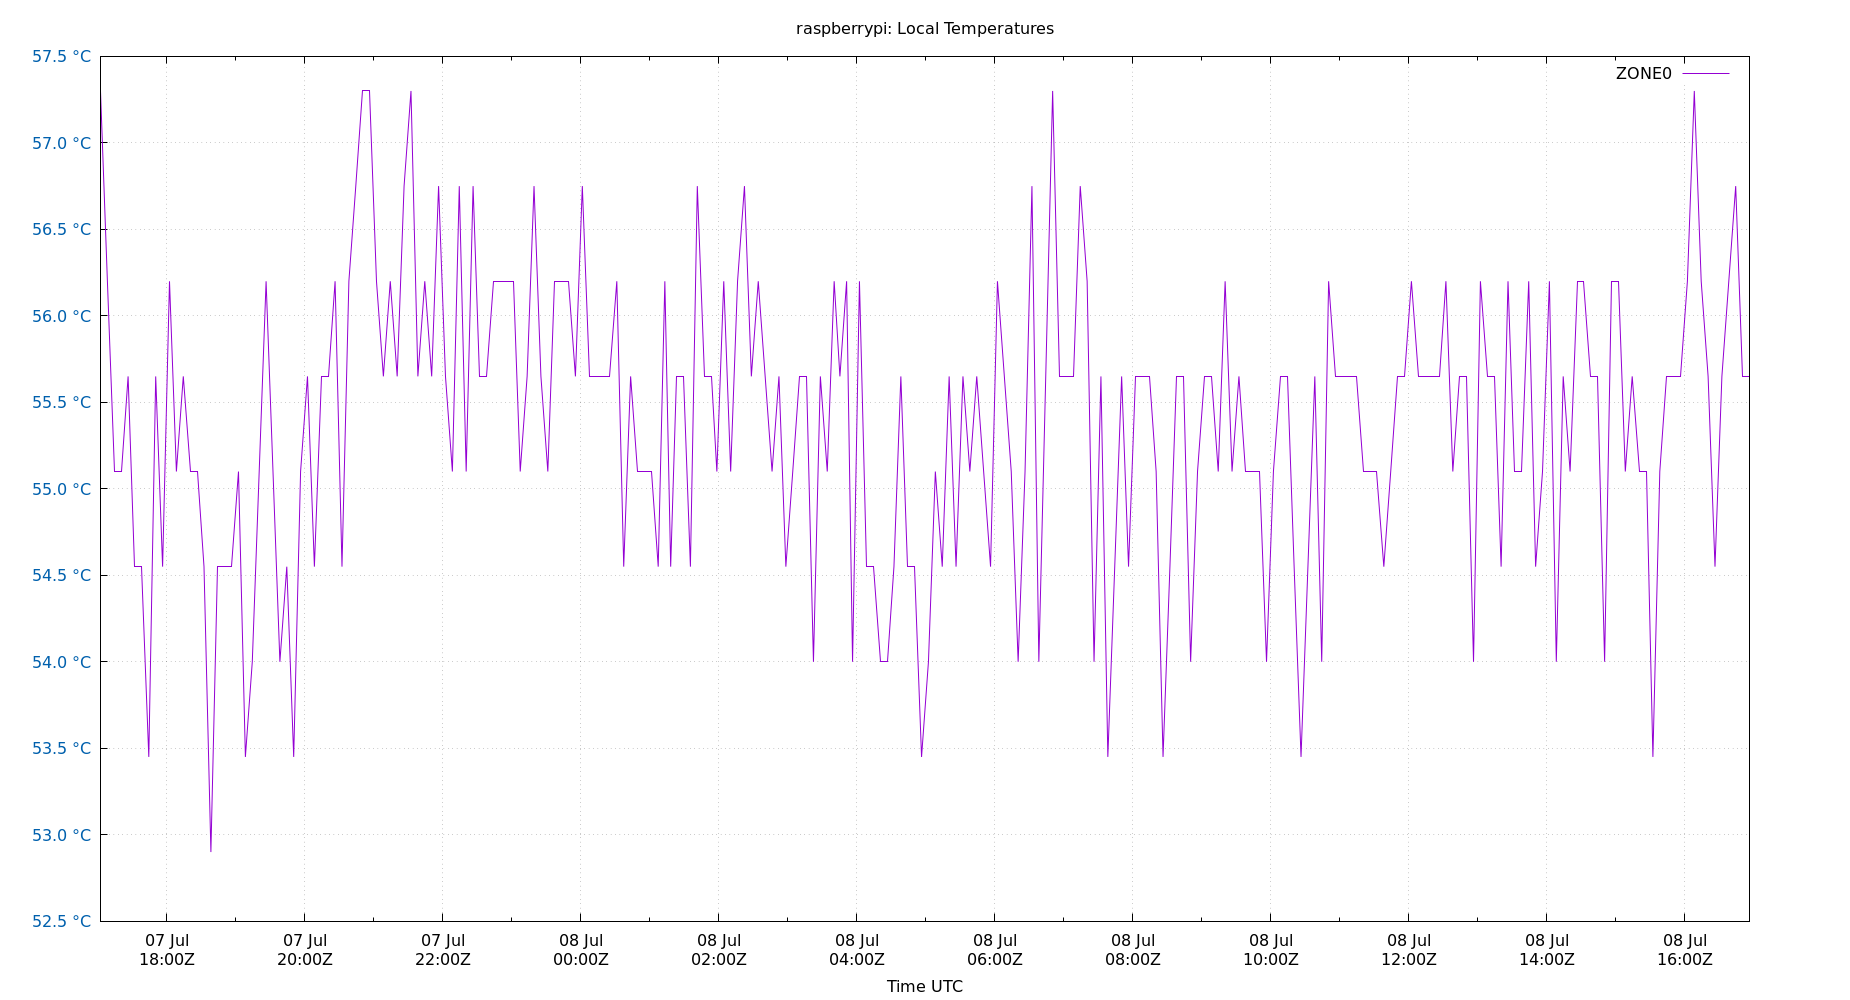 raspberrypi: Local Temperatures
57.5 °C
57.0 °C
56.5 °C
56.0 °C
55.5 °C
55.0 °C
54.5 °C
54.0 °C
53.5 °C
53.0 °C
52.5 °C
ZONE0
07 Jul 07 Jul 07 Jul 08 Jul 08 Jul 08 Jul 08 Jul 08 Jul 08 Jul 08 Jul 08 Jul 08 Jul
18:00Z 20:00Z 22:00Z 00:00Z 02:00Z 04:00Z 06:00Z 08:00Z 10:00Z 12:00Z 14:00Z 16:00Z
Time UTC